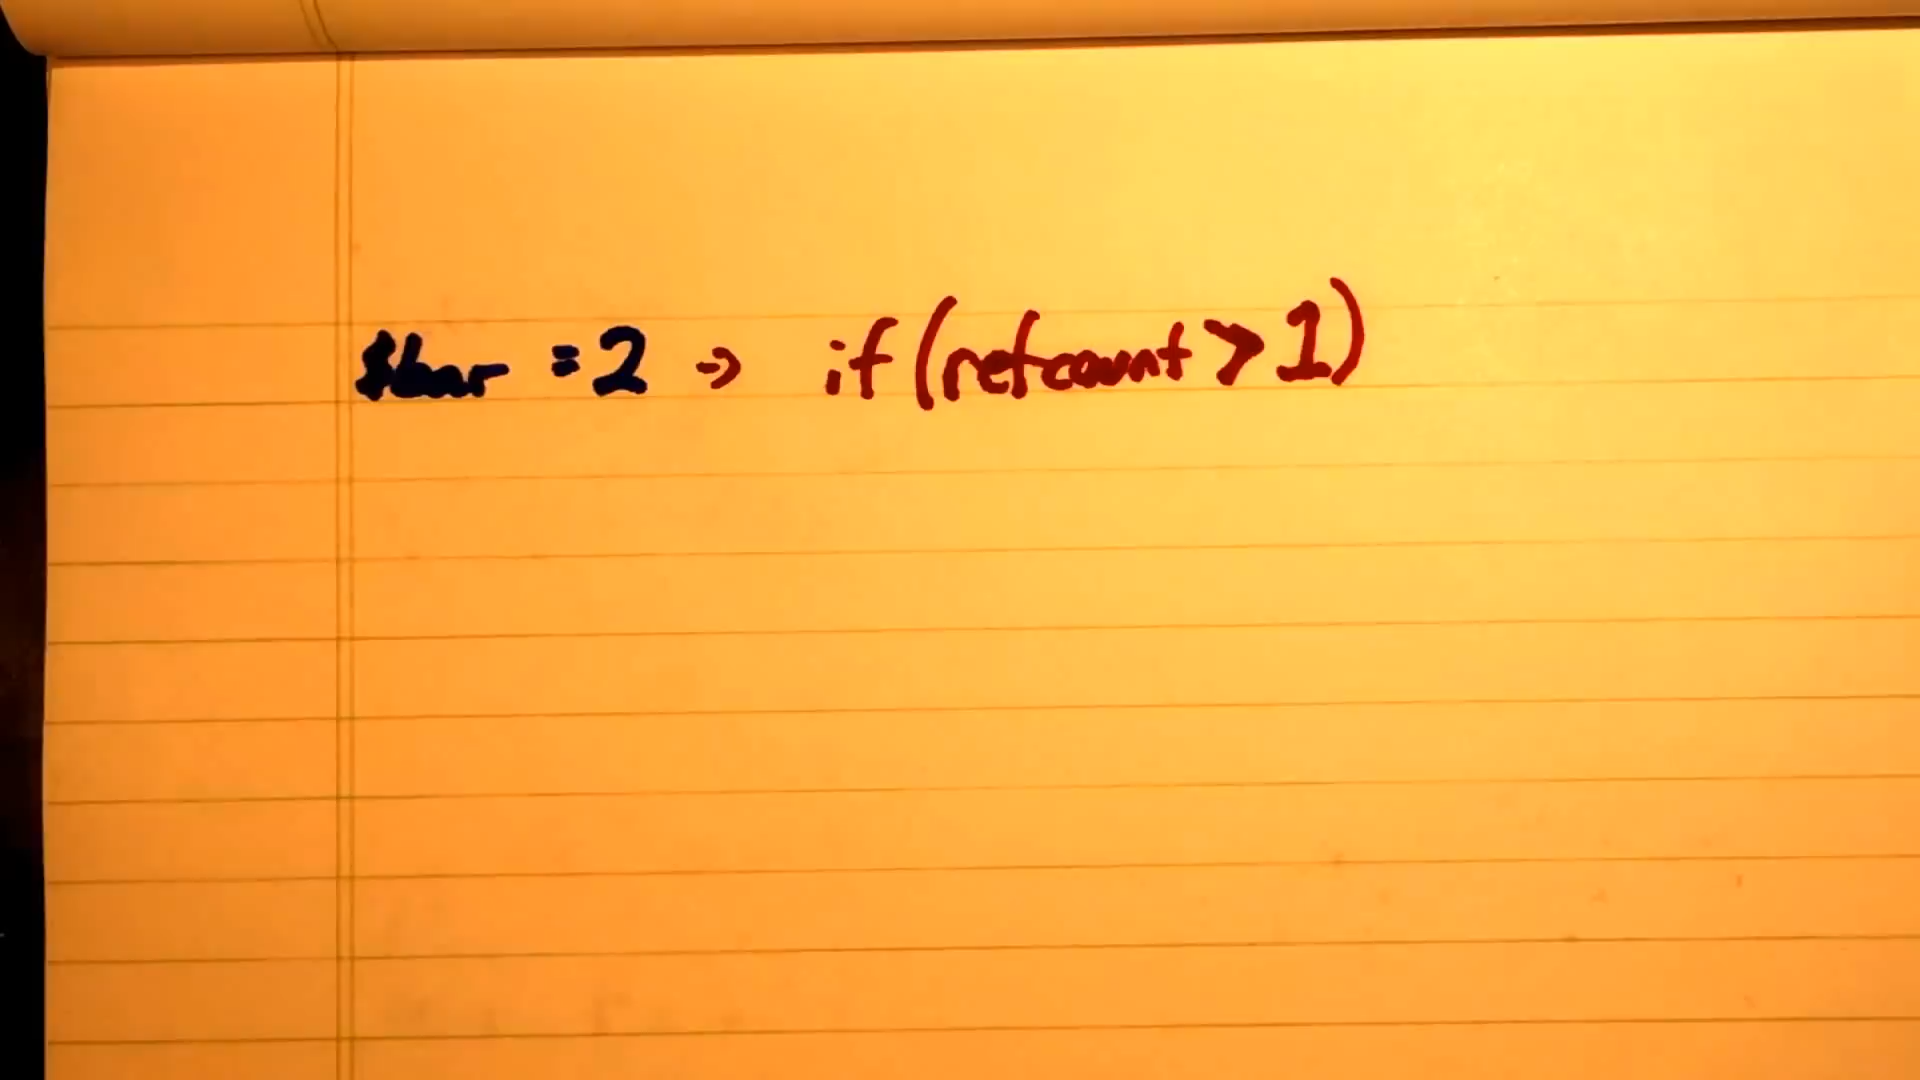 $bar = 2 -> if (refcount > 1)